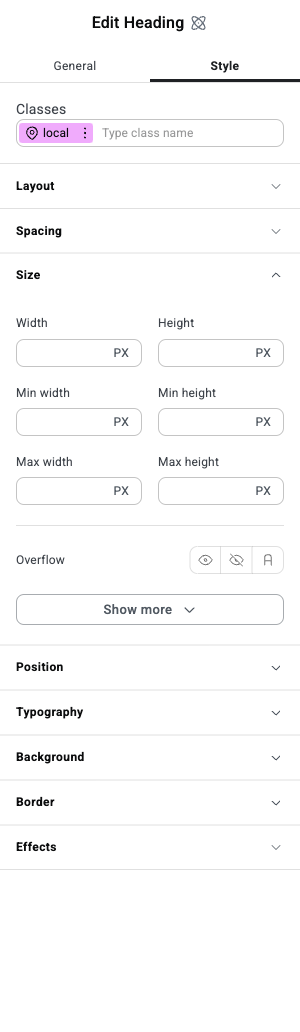 Edit Heading
General Style
Classes
local Type class name
Layout
Spacing
Size
Width Height
PX PX
Min width Min height
PX PX
Max width Max height
PX PX
Overflow
Show more
Position
Typography
Background
Border
Effects